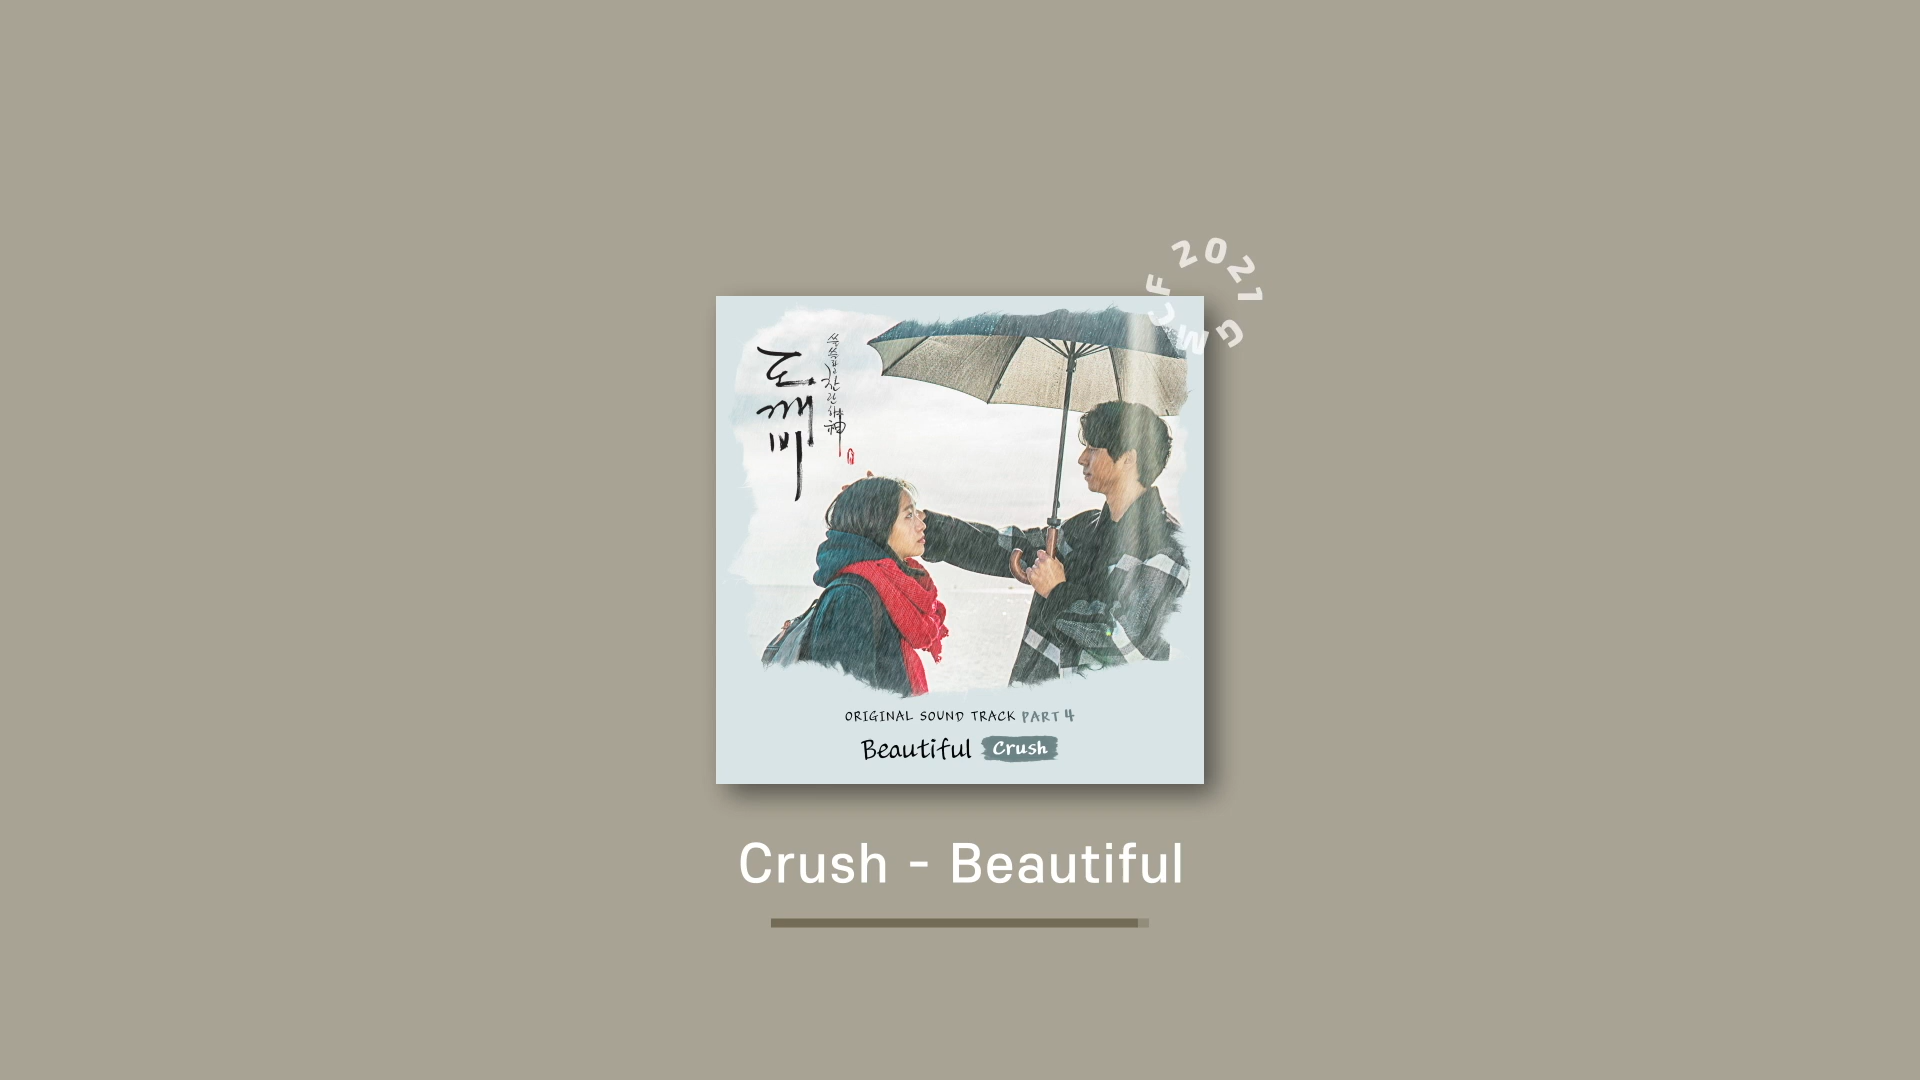 GMCF 2021
도깨비
쓸쓸하고 찬란하神
ORIGINAL SOUND TRACK PART 4
Beautiful Crush
Crush - Beautiful